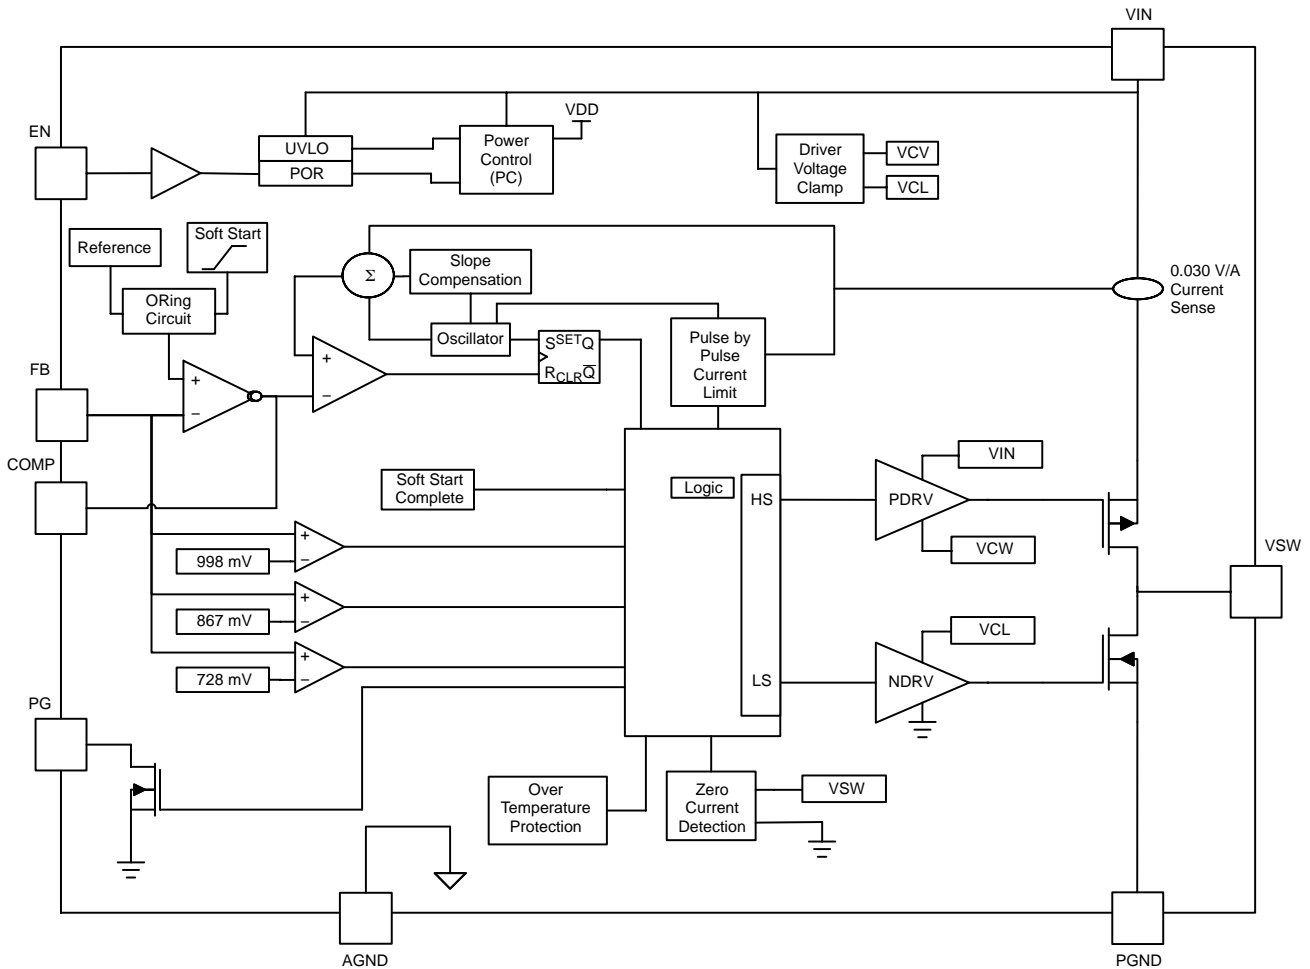 VIN
EN
UVLO
POR
Power
Control
(PC)
VDD
Driver
Voltage
Clamp
VCV
VCL
Reference
Soft Start
ORing
Circuit
Σ
Slope
Compensation
Oscillator
S SET Q
R CLR Q̅
Pulse by
Pulse
Current
Limit
0.030 V/A
Current
Sense
FB
+
−
+
−
COMP
Soft Start
Complete
Logic
HS
LS
PDRV
VIN
VCW
VSW
998 mV
+
−
867 mV
+
−
728 mV
+
−
NDRV
VCL
PG
Over
Temperature
Protection
Zero
Current
Detection
VSW
AGND
PGND